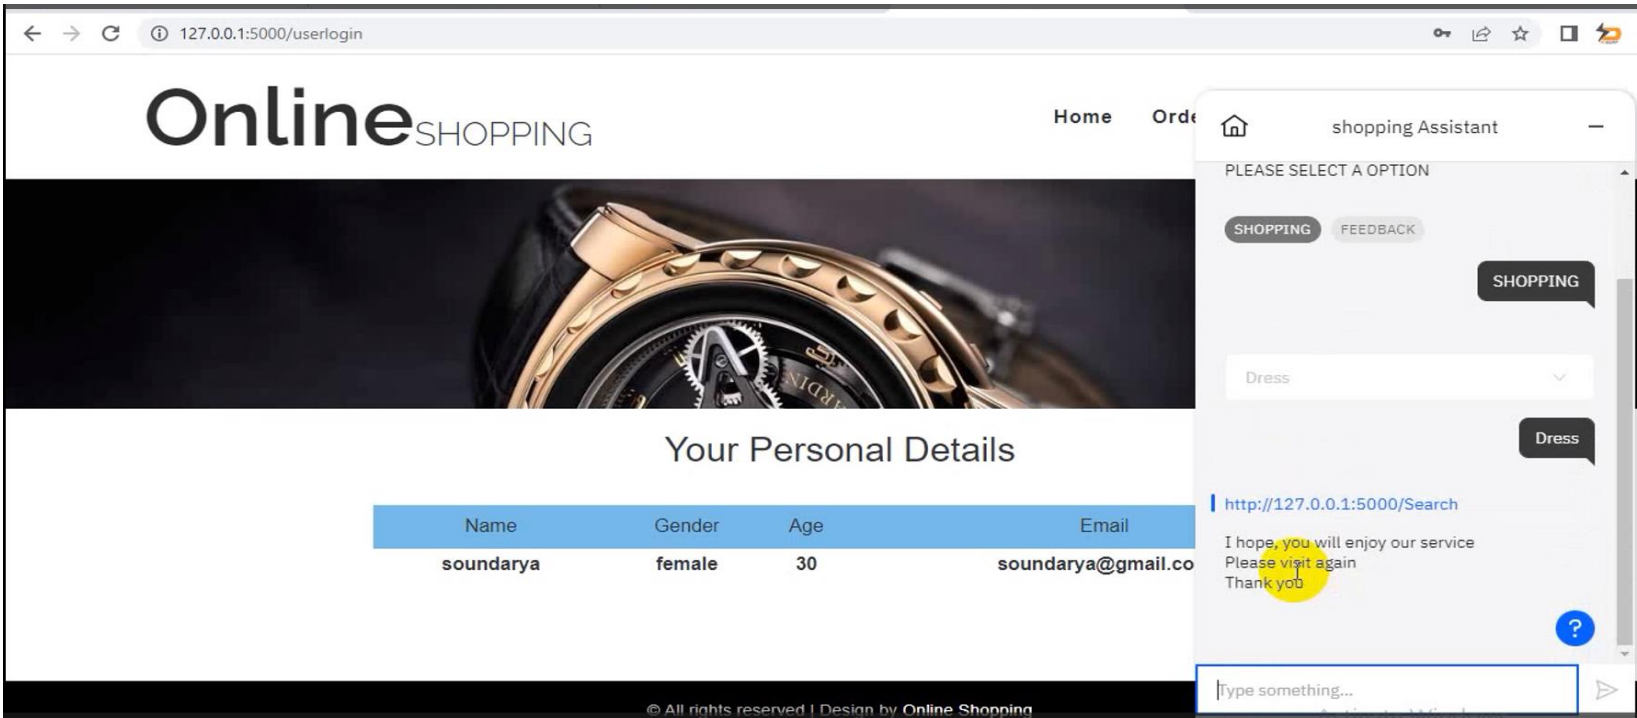 127.0.0.1:5000/userlogin
Online SHOPPING
Home
shopping Assistant
PLEASE SELECT A OPTION
SHOPPING FEEDBACK
SHOPPING
Dress
Dress
http://127.0.0.1:5000/Search
I hope, you will enjoy our service
Please visit again
Thank you
?
Type something...
Your Personal Details
Name Gender Age Email
soundarya female 30 soundarya@gmail.co
© All rights reserved | Design by Online Shopping